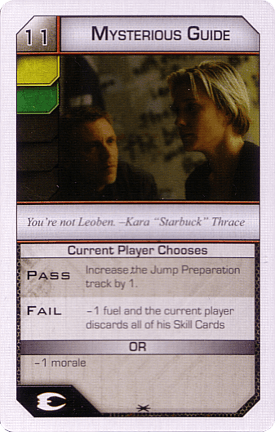 11
MYSTERIOUS GUIDE
You're not Leoben. –Kara "Starbuck" Thrace
Current Player Chooses
PASS
Increase the Jump Preparation
track by 1.
FAIL
-1 fuel and the current player
discards all of his Skill Cards
OR
-1 morale